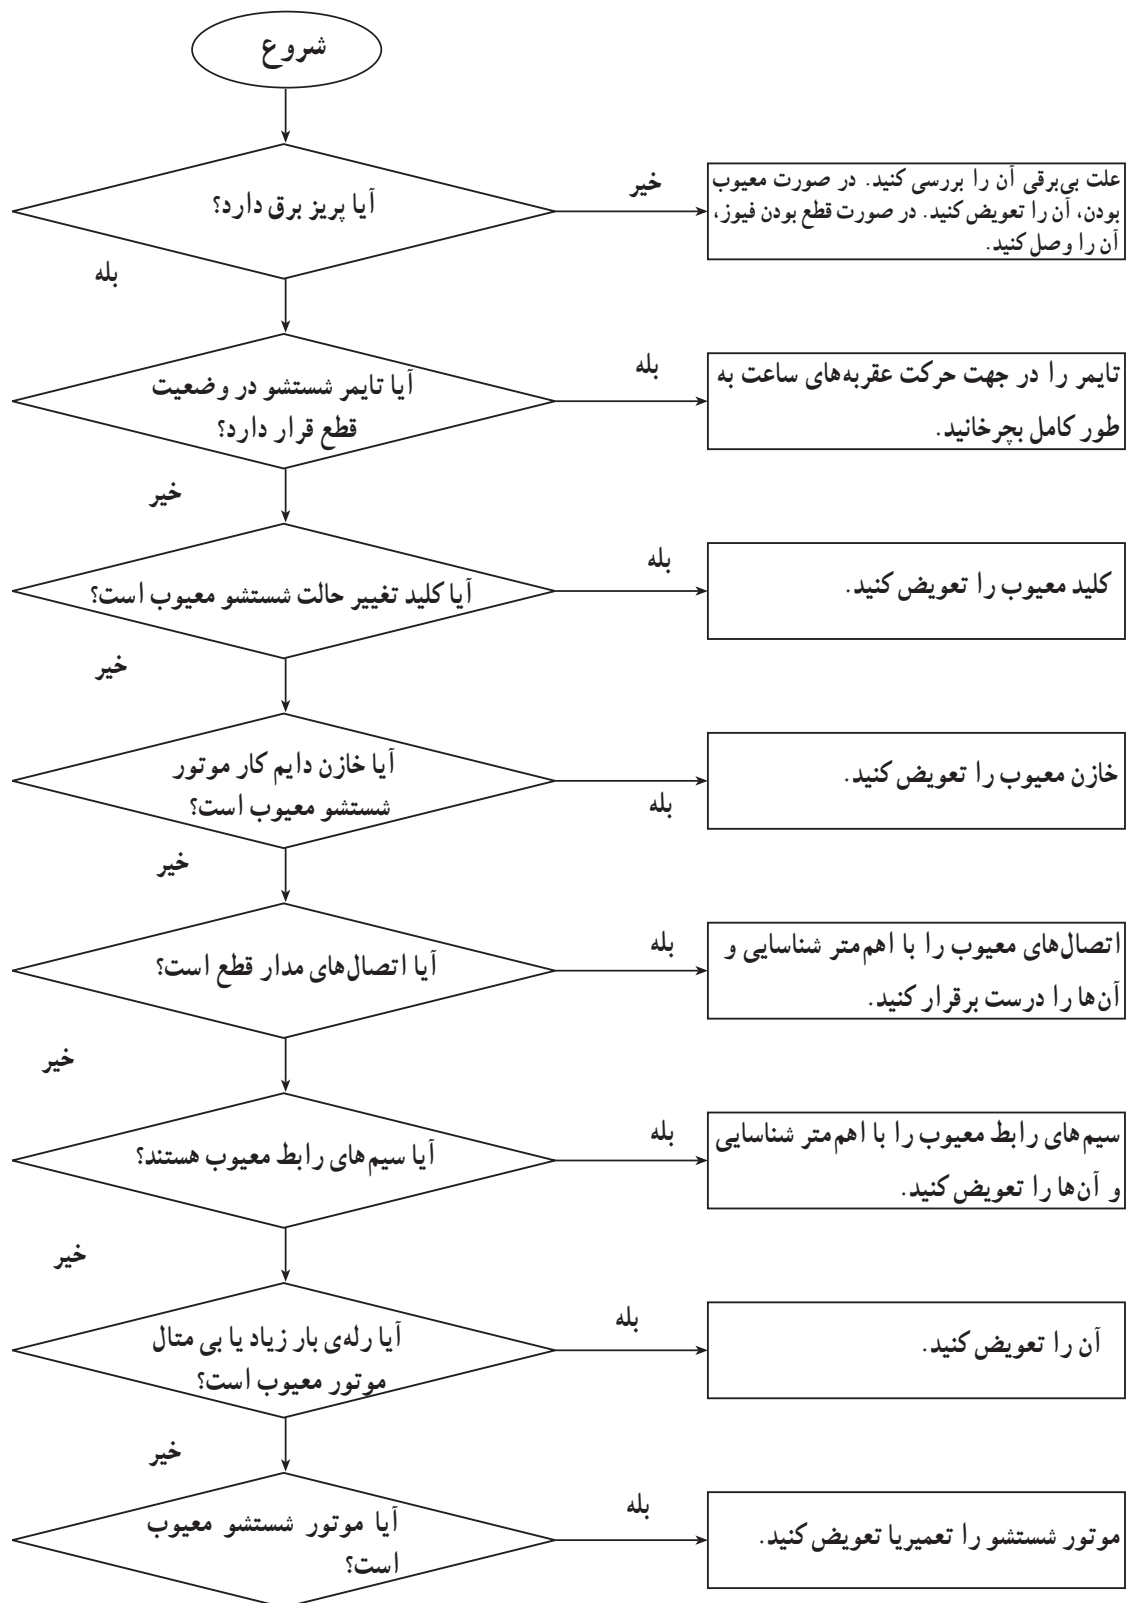 شروع
آیا پریز برق دارد؟
خیر
علت بی‌برقی آن را بررسی کنید. در صورت معیوب
بودن، آن را تعویض کنید. در صورت قطع بودن فیوز،
آن را وصل کنید.
بله
آیا تایمر شستشو در وضعیت
قطع قرار دارد؟
بله
تایمر را در جهت حرکت عقربه‌های ساعت به
طور کامل بچرخانید.
خیر
آیا کلید تغییر حالت شستشو معیوب است؟
بله
کلید معیوب را تعویض کنید.
خیر
آیا خازن دایم کار موتور
شستشو معیوب است؟
بله
خازن معیوب را تعویض کنید.
خیر
آیا اتصال‌های مدار قطع است؟
بله
اتصال‌های معیوب را با اهم‌متر شناسایی و
آن‌ها را درست برقرار کنید.
خیر
آیا سیم‌های رابط معیوب هستند؟
بله
سیم‌های رابط معیوب را با اهم‌متر شناسایی
و آن‌ها را تعویض کنید.
خیر
آیا رله‌ی بار زیاد یا بی متال
موتور معیوب است؟
بله
آن را تعویض کنید.
خیر
آیا موتور شستشو معیوب
است؟
بله
موتور شستشو را تعمیریا تعویض کنید.